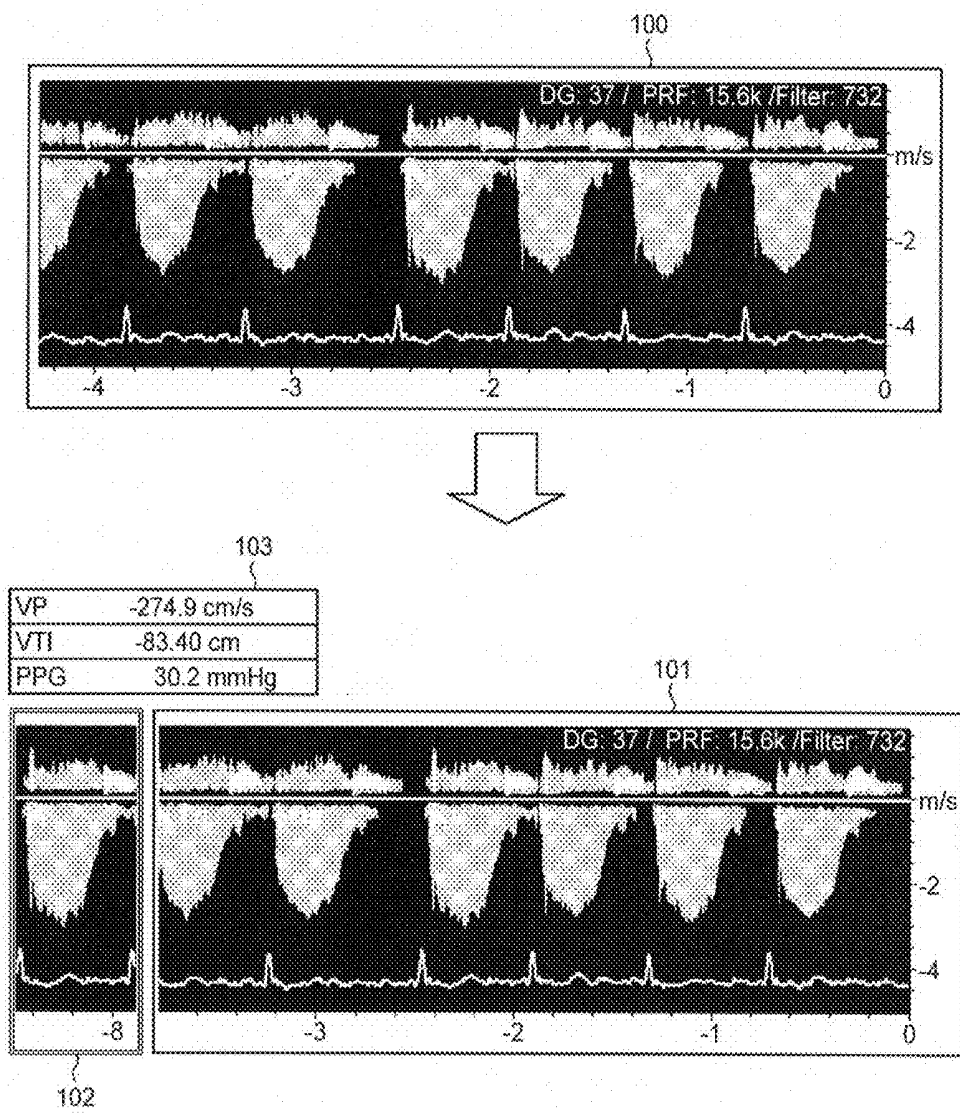 100
DG: 37 / PRF: 15.6k /Filter: 732
m/s
-2
-4
-4 -3 -2 -1 0
103
VP -274.9 cm/s
VTI -83.40 cm
PPG 30.2 mmHg
101
DG: 37 / PRF: 15.6k /Filter: 732
m/s
-2
-4
-8 -3 -2 -1 0
102